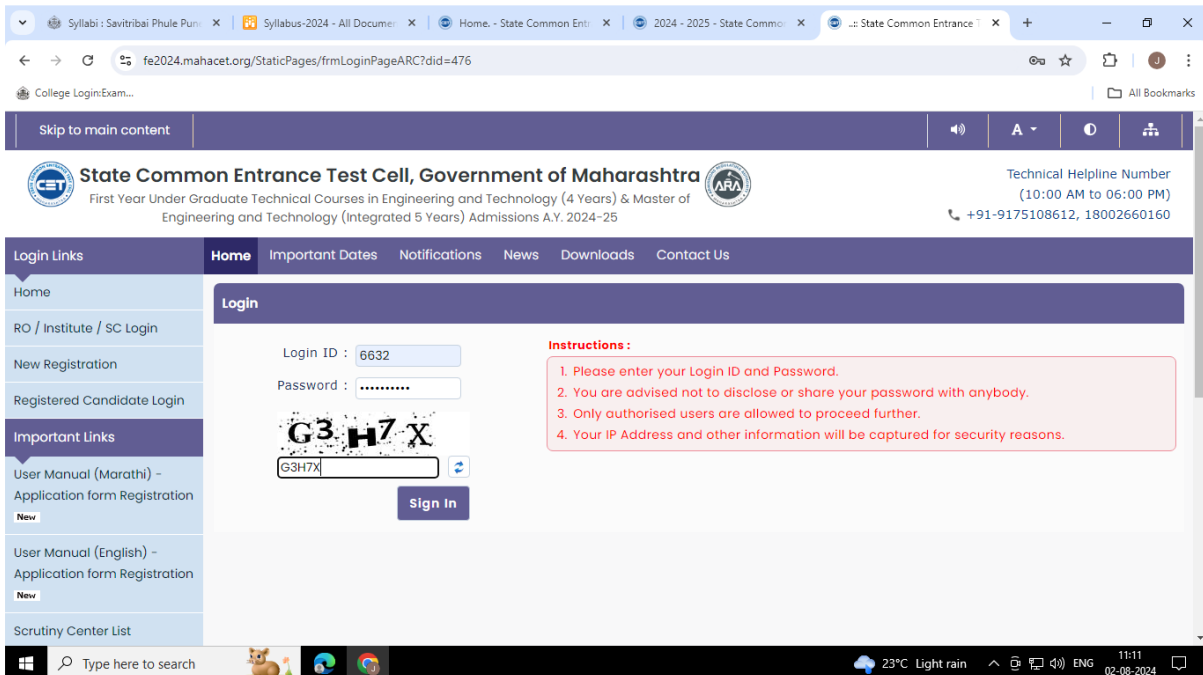 Syllabi : Savitribai Phule Pune
Syllabus-2024 - All Documen
Home. - State Common Entr
2024 - 2025 - State Common
..:: State Common Entrance T
fe2024.mahacet.org/StaticPages/frmLoginPageARC?did=476
J
College Login:Exam...
All Bookmarks
Skip to main content
A
CET
State Common Entrance Test Cell, Government of Maharashtra
ARA
First Year Under Graduate Technical Courses in Engineering and Technology (4 Years) & Master of
Engineering and Technology (Integrated 5 Years) Admissions A.Y. 2024-25
Technical Helpline Number
(10:00 AM to 06:00 PM)
+91-9175108612, 18002660160
Login Links
Home
Important Dates
Notifications
News
Downloads
Contact Us
Home
RO / Institute / SC Login
New Registration
Registered Candidate Login
Important Links
User Manual (Marathi) -
Application form Registration
New
User Manual (English) -
Application form Registration
New
Scrutiny Center List
Login
Login ID : 6632
Password : ••••••••••
G3H7X
G3H7X
Sign In
Instructions :
1. Please enter your Login ID and Password.
2. You are advised not to disclose or share your password with anybody.
3. Only authorised users are allowed to proceed further.
4. Your IP Address and other information will be captured for security reasons.
Type here to search
23°C Light rain
ENG
11:11
02-08-2024